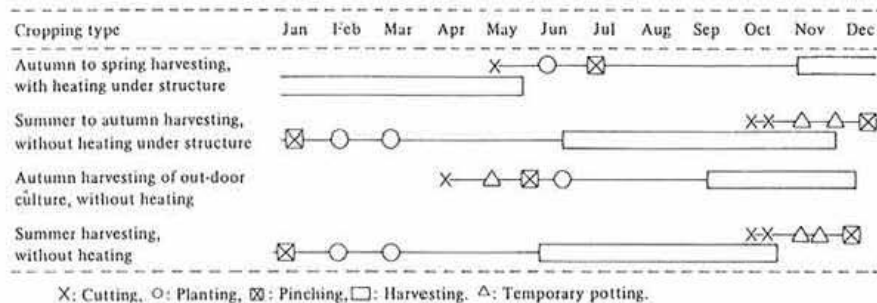 Cropping type Jan Feb Mar Apr May Jun Jul Aug Sep Oct Nov Dec
Autumn to spring harvesting,
with heating under structure
Summer to autumn harvesting,
without heating under structure
Autumn harvesting of out-door
culture, without heating
Summer harvesting,
without heating
X: Cutting, O: Planting, ⊠: Pinching, □: Harvesting. △: Temporary potting.